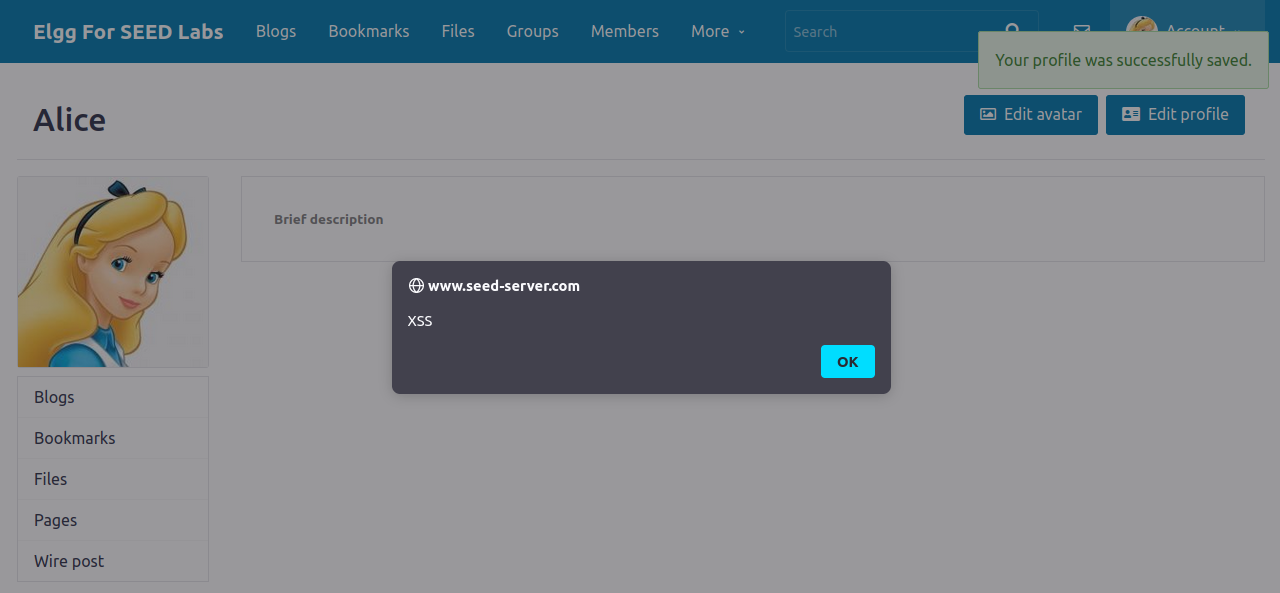 Elgg For SEED Labs Blogs Bookmarks Files Groups Members More Search Account
Your profile was successfully saved.
Alice
Edit avatar Edit profile
Brief description
www.seed-server.com
XSS
OK
Blogs
Bookmarks
Files
Pages
Wire post